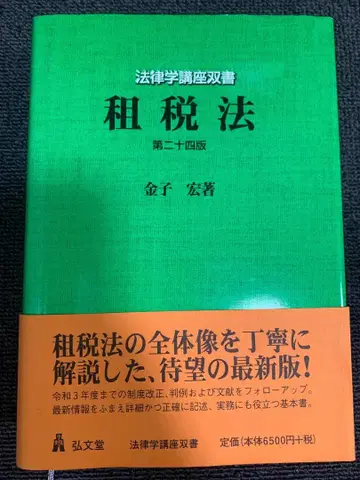 法律学講座双書
租税法
第二十四版
金子 宏著
租税法の全体像を丁寧に
解説した、待望の最新版!
令和3年度までの制度改正、判例および文献をフォローアップ。
最新情報をふまえ詳細かつ正確に記述、実務にも役立つ基本書。
弘文堂 法律学講座双書 定価(本体6500円+税)